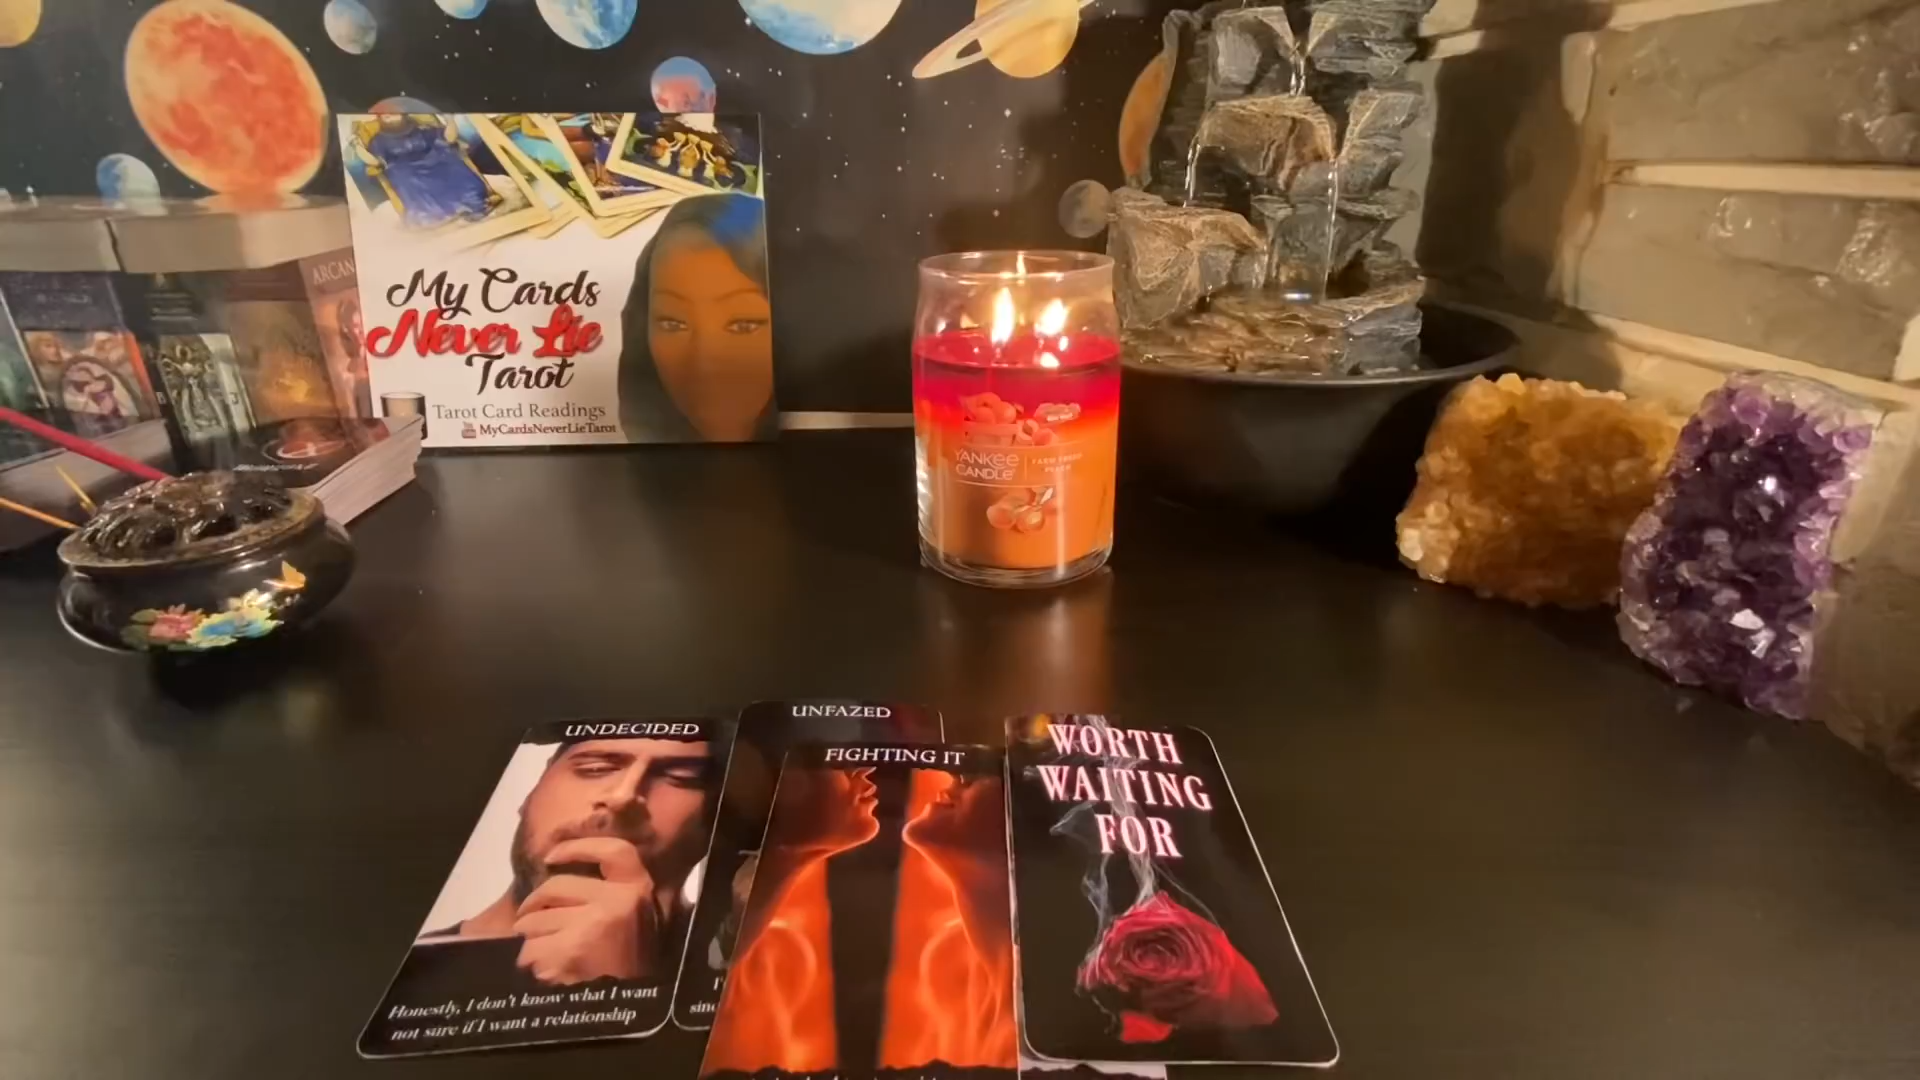 ARCAN
My Cards
Never Lie
Tarot
Tarot Card Readings
MyCardsNeverLieTarot
YANKEE
CANDLE
UNDECIDED
Honestly, I don't know what I want
not sure if I want a relationship
UNFAZED
FIGHTING IT
WORTH
WAITING
FOR